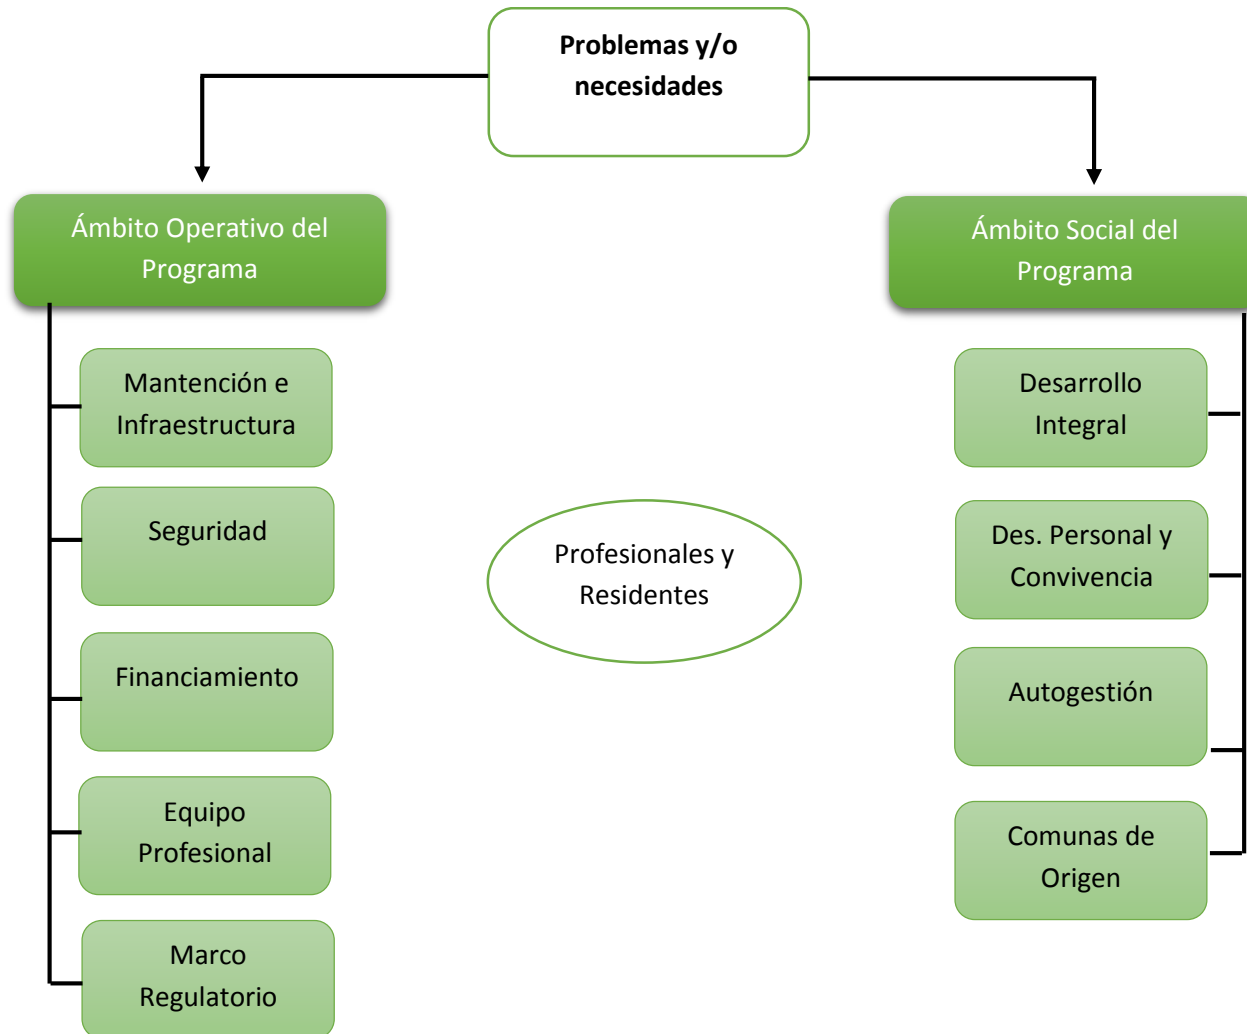 Problemas y/o
necesidades
Ámbito Operativo del
Programa
Mantención e
Infraestructura
Seguridad
Financiamiento
Equipo
Profesional
Marco
Regulatorio
Profesionales y
Residentes
Ámbito Social del
Programa
Desarrollo
Integral
Des. Personal y
Convivencia
Autogestión
Comunas de
Origen